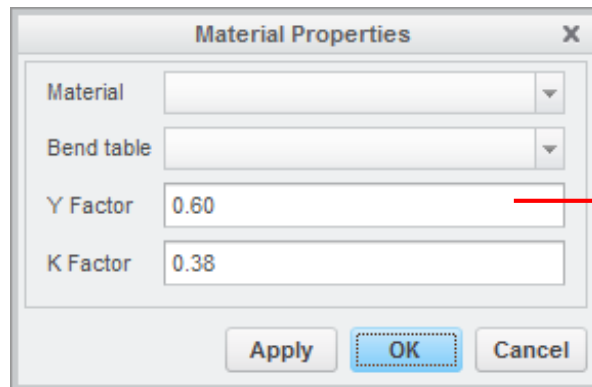 Material Properties
Material
Bend table
Y Factor 0.60
K Factor 0.38
Apply OK Cancel